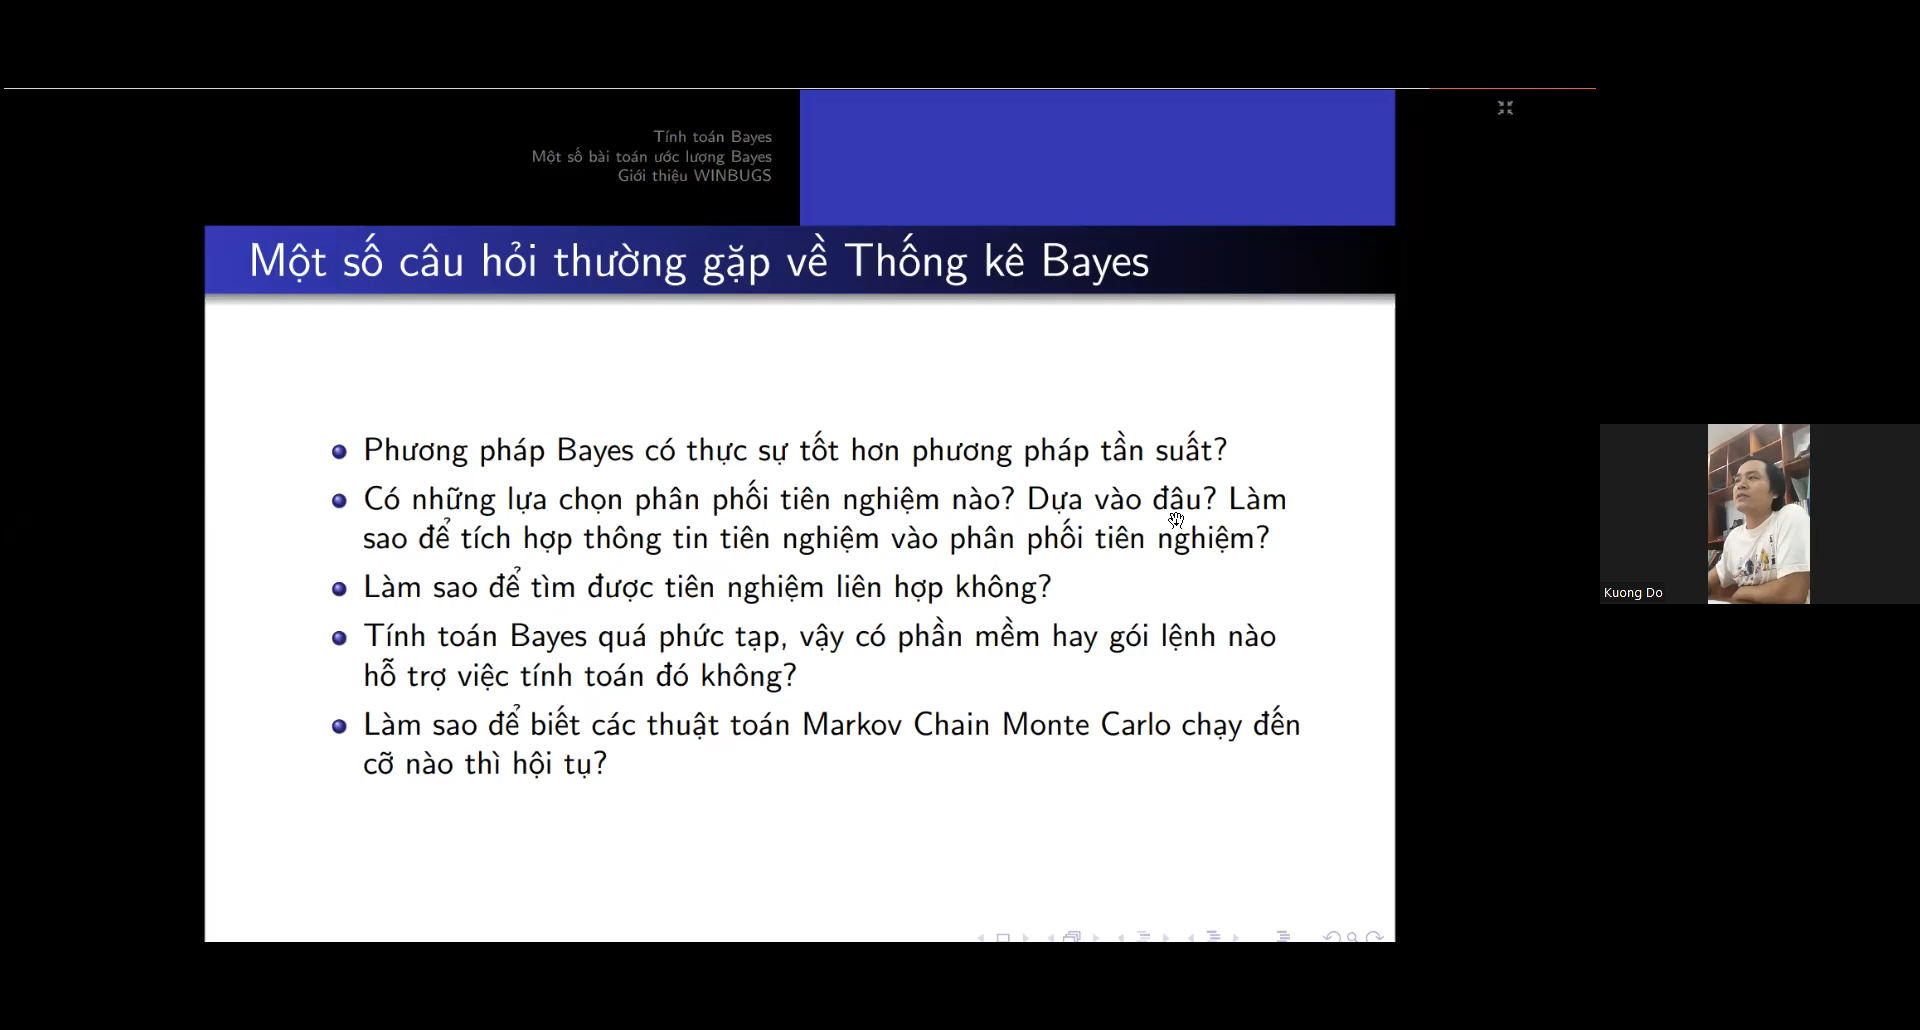 Tính toán Bayes
Một số bài toán ước lượng Bayes
Giới thiệu WINBUGS
Một số câu hỏi thường gặp về Thống kê Bayes
Phương pháp Bayes có thực sự tốt hơn phương pháp tần suất?
Có những lựa chọn phân phối tiên nghiệm nào? Dựa vào đâu? Làm
sao để tích hợp thông tin tiên nghiệm vào phân phối tiên nghiệm?
Làm sao để tìm được tiên nghiệm liên hợp không?
Tính toán Bayes quá phức tạp, vậy có phần mềm hay gói lệnh nào
hỗ trợ việc tính toán đó không?
Làm sao để biết các thuật toán Markov Chain Monte Carlo chạy đến
cỡ nào thì hội tụ?
Kuong Do